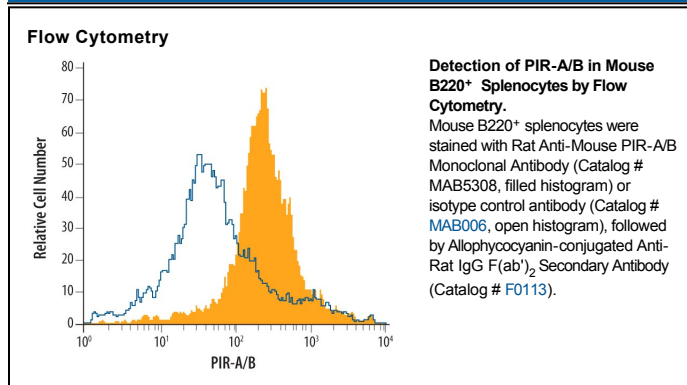 Flow Cytometry
Relative Cell Number
80
70
60
50
40
30
20
10
0
10⁰ 10¹ 10² 10³ 10⁴
PIR-A/B
Detection of PIR-A/B in Mouse
B220⁺ Splenocytes by Flow
Cytometry.
Mouse B220⁺ splenocytes were
stained with Rat Anti-Mouse PIR-A/B
Monoclonal Antibody (Catalog #
MAB5308, filled histogram) or
isotype control antibody (Catalog #
MAB006, open histogram), followed
by Allophycocyanin-conjugated Anti-
Rat IgG F(ab')₂ Secondary Antibody
(Catalog # F0113).